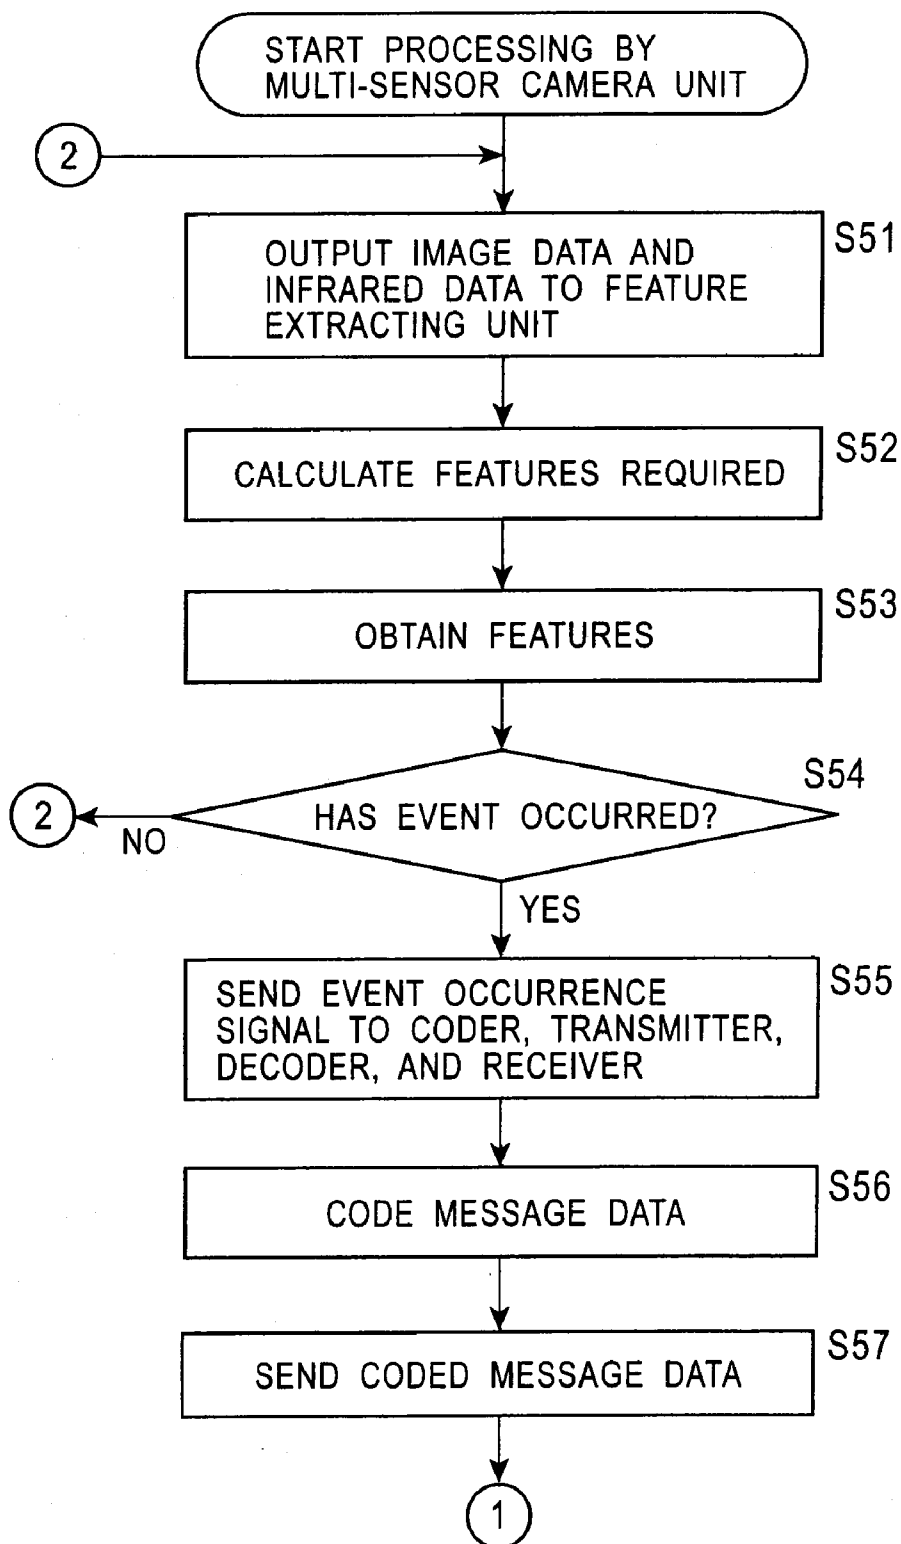 START PROCESSING BY
MULTI-SENSOR CAMERA UNIT
2
S51
OUTPUT IMAGE DATA AND
INFRARED DATA TO FEATURE
EXTRACTING UNIT
S52
CALCULATE FEATURES REQUIRED
S53
OBTAIN FEATURES
S54
HAS EVENT OCCURRED?
2
NO
YES
S55
SEND EVENT OCCURRENCE
SIGNAL TO CODER, TRANSMITTER,
DECODER, AND RECEIVER
S56
CODE MESSAGE DATA
S57
SEND CODED MESSAGE DATA
1